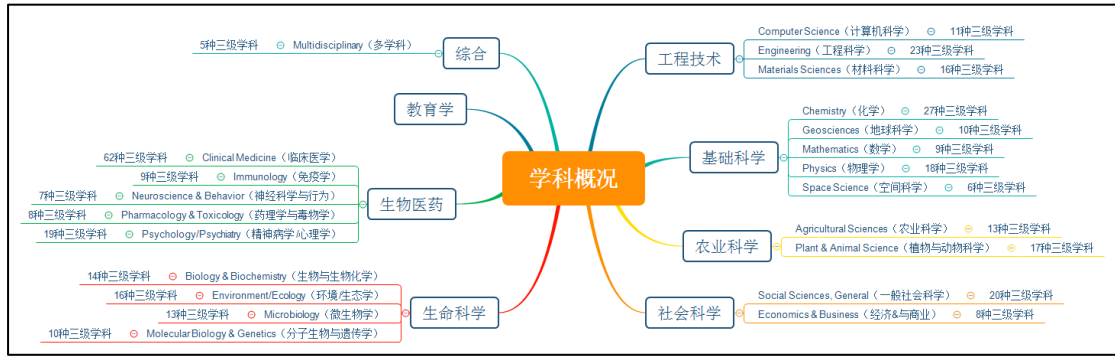 学科概况
综合
Multidisciplinary（多学科）
5种三级学科
教育学
生物医药
Clinical Medicine（临床医学）
62种三级学科
Immunology（免疫学）
9种三级学科
Neuroscience & Behavior（神经科学与行为）
7种三级学科
Pharmacology & Toxicology（药理学与毒物学）
8种三级学科
Psychology/Psychiatry（精神病学/心理学）
19种三级学科
生命科学
Biology & Biochemistry（生物与生物化学）
14种三级学科
Environment/Ecology（环境/生态学）
16种三级学科
Microbiology（微生物学）
13种三级学科
Molecular Biology & Genetics（分子生物与遗传学）
10种三级学科
工程技术
Computer Science（计算机科学）
11种三级学科
Engineering（工程科学）
23种三级学科
Materials Sciences（材料科学）
16种三级学科
基础科学
Chemistry（化学）
27种三级学科
Geosciences（地球科学）
10种三级学科
Mathematics（数学）
9种三级学科
Physics（物理学）
18种三级学科
Space Science（空间科学）
6种三级学科
农业科学
Agricultural Sciences（农业科学）
13种三级学科
Plant & Animal Science（植物与动物科学）
17种三级学科
社会科学
Social Sciences, General（一般社会科学）
20种三级学科
Economics & Business（经济&与商业）
8种三级学科